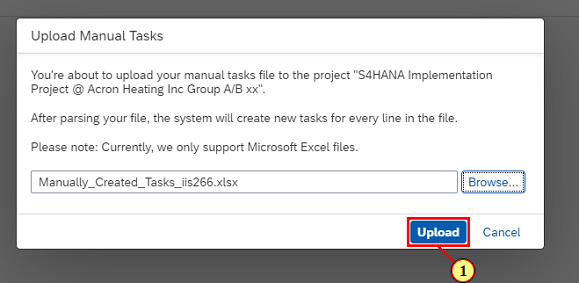 Upload Manual Tasks
You're about to upload your manual tasks file to the project "S4HANA Implementation
Project @ Acron Heating Inc Group A/B xx".
After parsing your file, the system will create new tasks for every line in the file.
Please note: Currently, we only support Microsoft Excel files.
Manually_Created_Tasks_iis266.xlsx Browse...
Upload Cancel
1